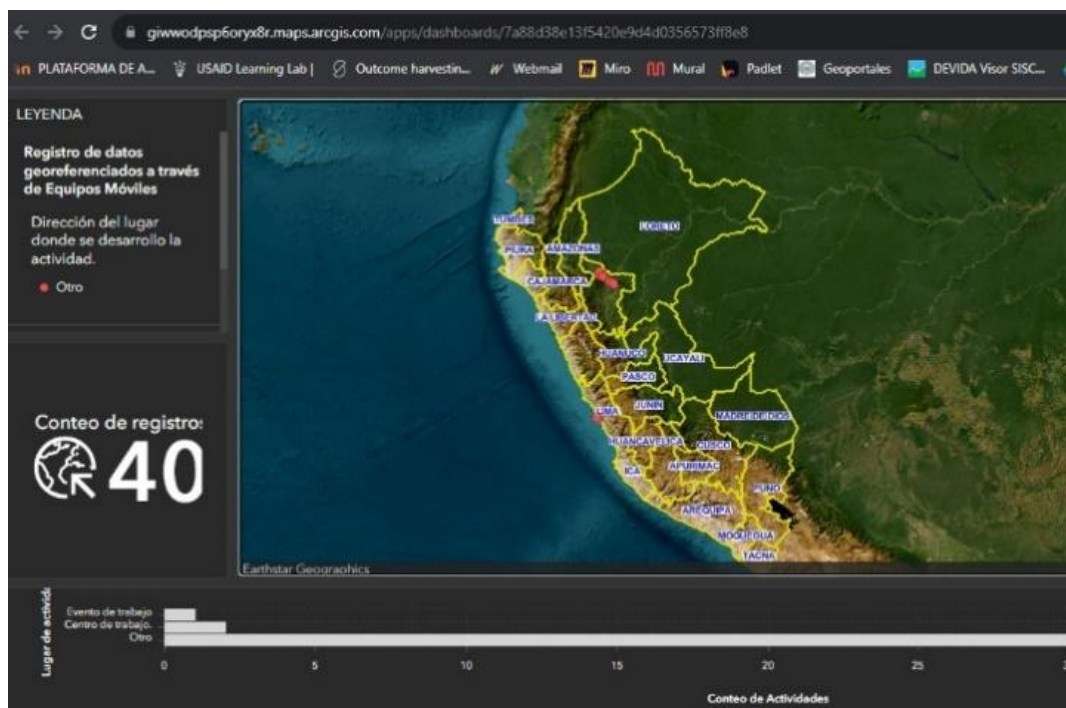 giwwodpsp6oryx8r.maps.arcgis.com/apps/dashboards/7a88d38e13f5420e9d4d0356573ff8e8
in PLATAFORMA DE A... USAID Learning Lab | Outcome harvestin... Webmail Miro Mural Padlet Geoportales DEVIDA Visor SISC...
LEYENDA
Registro de datos
georeferenciados a través
de Equipos Móviles
Dirección del lugar
donde se desarrollo la
actividad.
Otro
Conteo de registros
40
TUMBES
PIURA
AMAZONAS
LORETO
CAJAMARCA
LA LIBERTAD
HUANUCO
UCAYALI
PASCO
LIMA
JUNIN
MADRE DE DIOS
HUANCAVELICA
CUSCO
ICA
APURIMAC
PUNO
AREQUIPA
MOQUEGUA
TACNA
Earthstar Geographics
Lugar de activid
Evento de trabajo
Centro de trabajo.
Otro
0 5 10 15 20 25
Conteo de Actividades